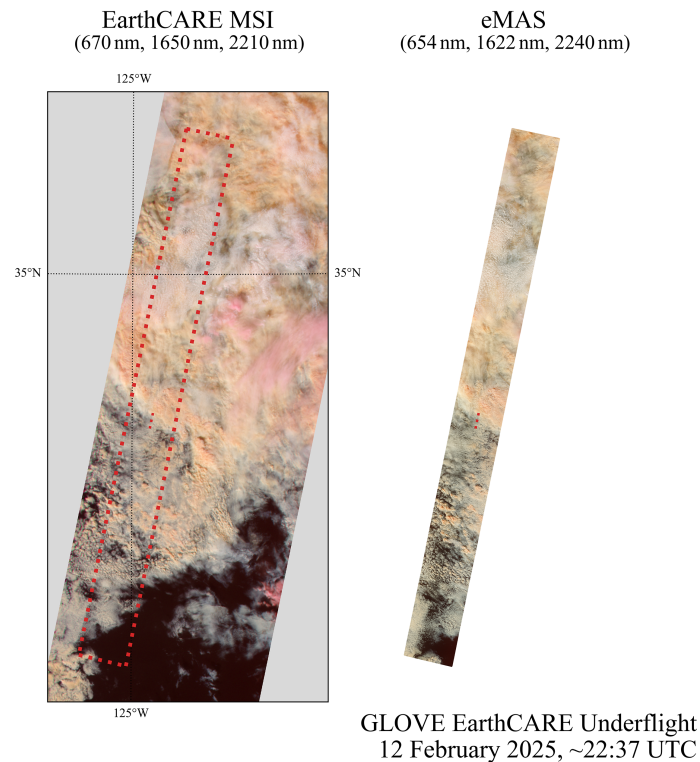 EarthCARE MSI
(670 nm, 1650 nm, 2210 nm)
eMAS
(654 nm, 1622 nm, 2240 nm)
125°W
35°N
35°N
125°W
GLOVE EarthCARE Underflight
12 February 2025, ~22:37 UTC